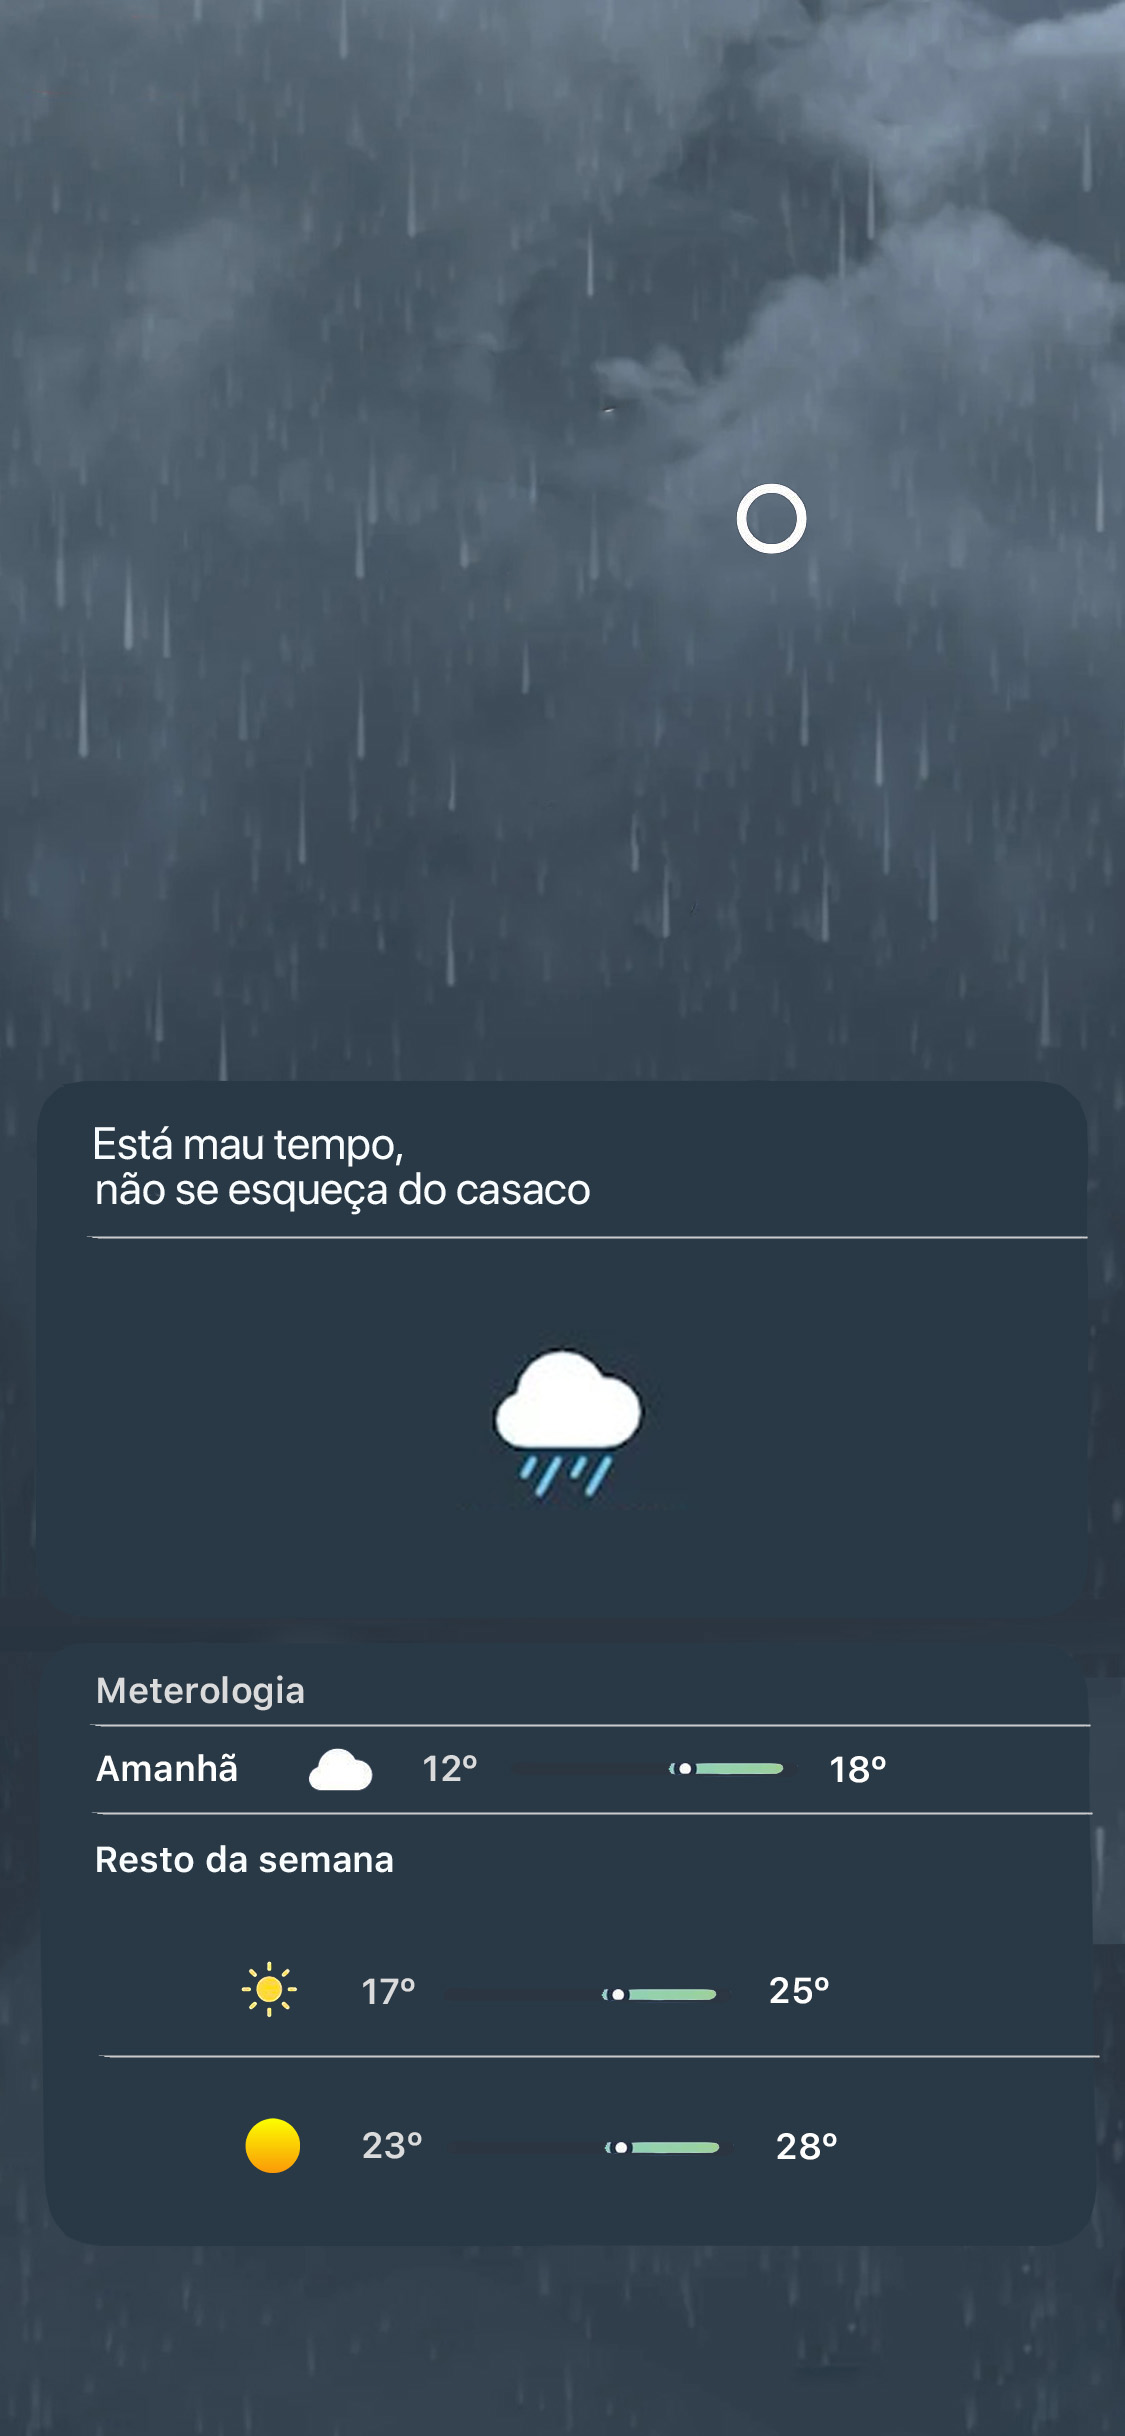 Está mau tempo,
não se esqueça do casaco
Meterologia
Amanhã 12º 18º
Resto da semana
17º 25º
23º 28º